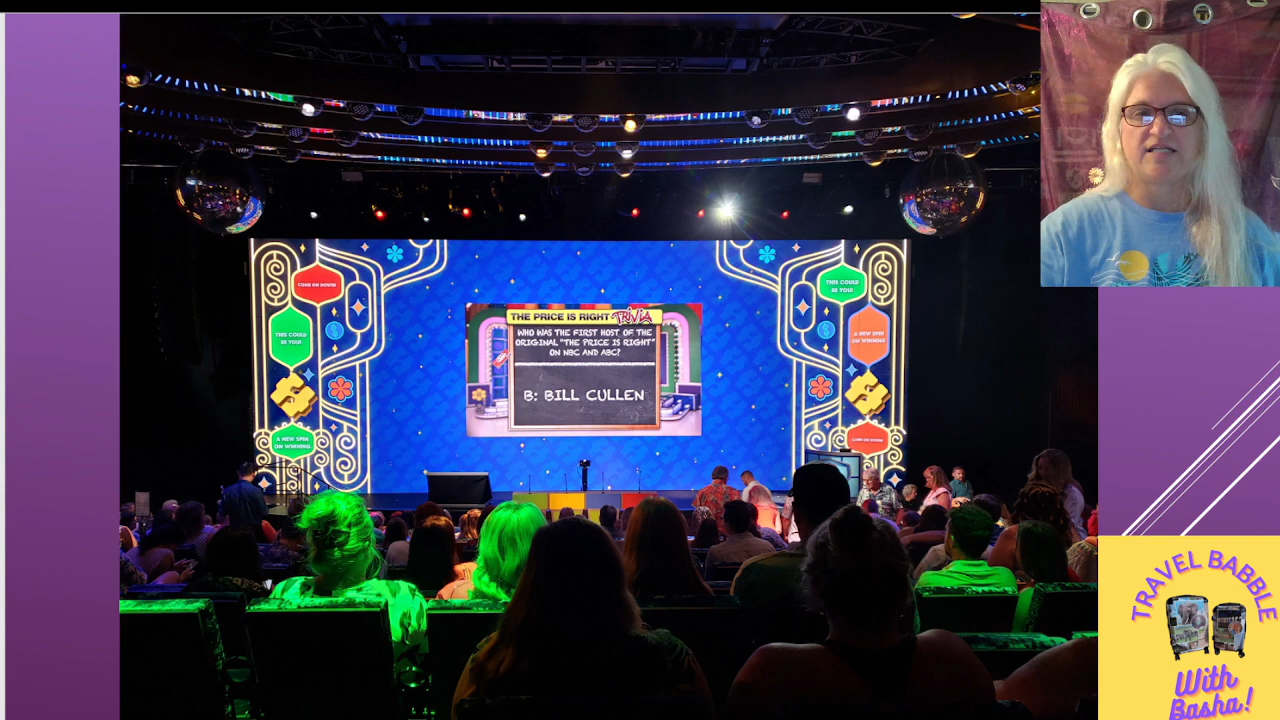 COME ON DOWN!
THIS COULD
BE YOU!
A NEW SPIN
ON WINNING
THE PRICE IS RIGHT TRIVIA
WHO WAS THE FIRST HOST OF THE
ORIGINAL "THE PRICE IS RIGHT"
ON NBC AND ABC?
B: BILL CULLEN
THIS COULD
BE YOU!
A NEW SPIN
ON WINNING
COME ON DOWN!
TRAVEL BABBLE
With
Basha!